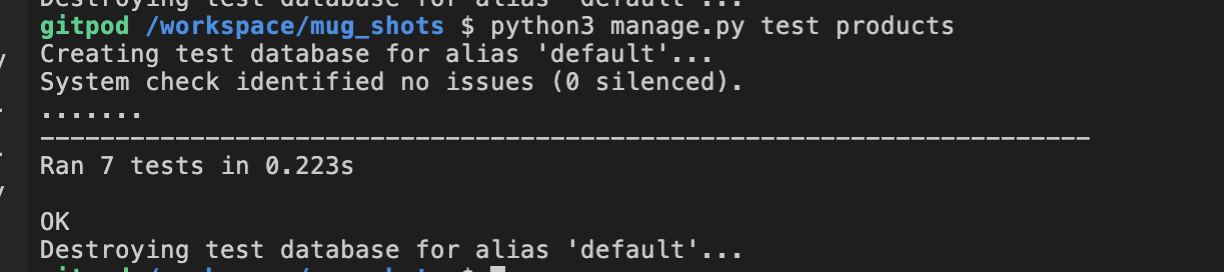 Destroying test database for alias 'default'...
gitpod /workspace/mug_shots $ python3 manage.py test products
Creating test database for alias 'default'...
System check identified no issues (0 silenced).
.......
----------------------------------------------------------------------
Ran 7 tests in 0.223s
OK
Destroying test database for alias 'default'...